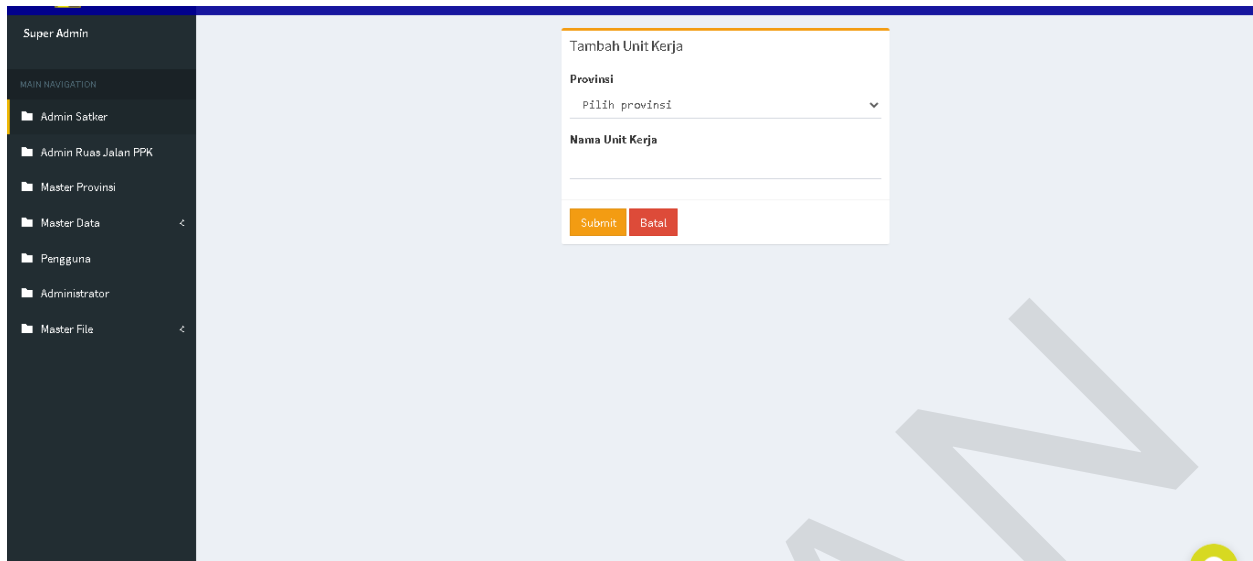 Super Admin
MAIN NAVIGATION
Admin Satker
Admin Ruas Jalan PPK
Master Provinsi
Master Data
Pengguna
Administrator
Master File
Tambah Unit Kerja
Provinsi
Pilih provinsi
Nama Unit Kerja
Submit Batal